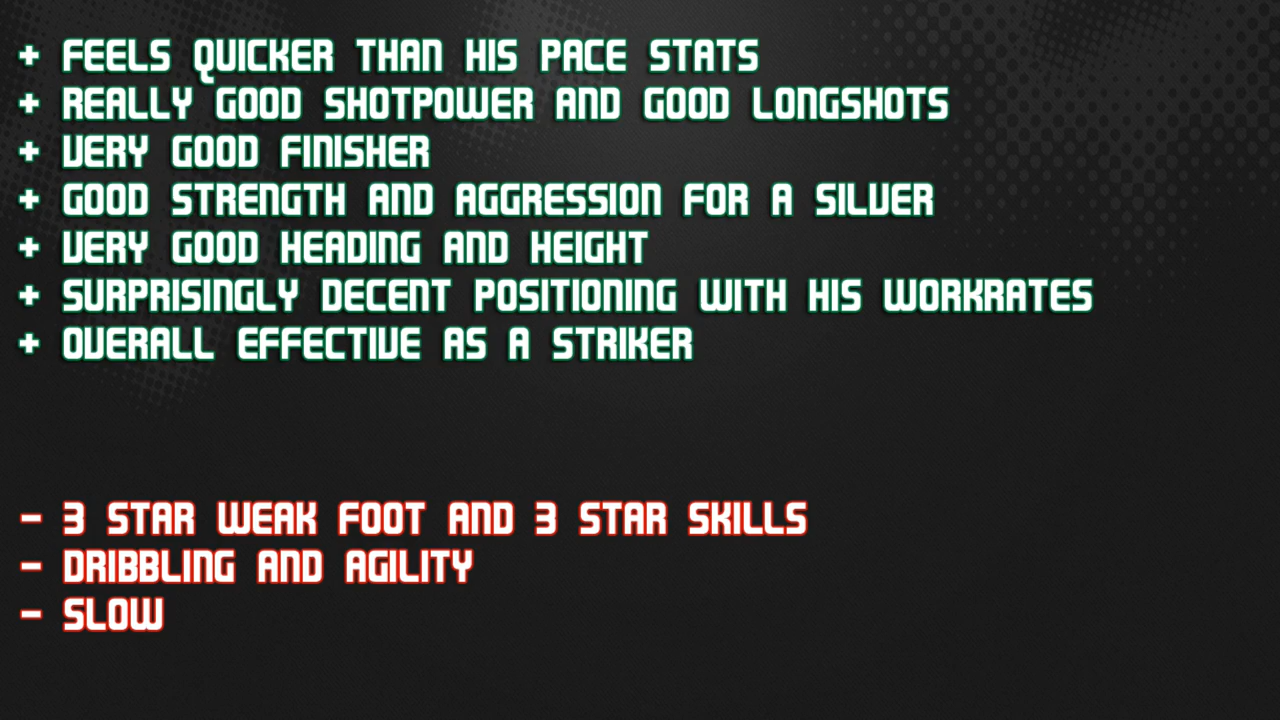 + FEELS QUICKER THAN HIS PACE STATS
+ REALLY GOOD SHOTPOWER AND GOOD LONGSHOTS
+ VERY GOOD FINISHER
+ GOOD STRENGTH AND AGGRESSION FOR A SILVER
+ VERY GOOD HEADING AND HEIGHT
+ SURPRISINGLY DECENT POSITIONING WITH HIS WORKRATES
+ OVERALL EFFECTIVE AS A STRIKER
- 3 STAR WEAK FOOT AND 3 STAR SKILLS
- DRIBBLING AND AGILITY
- SLOW